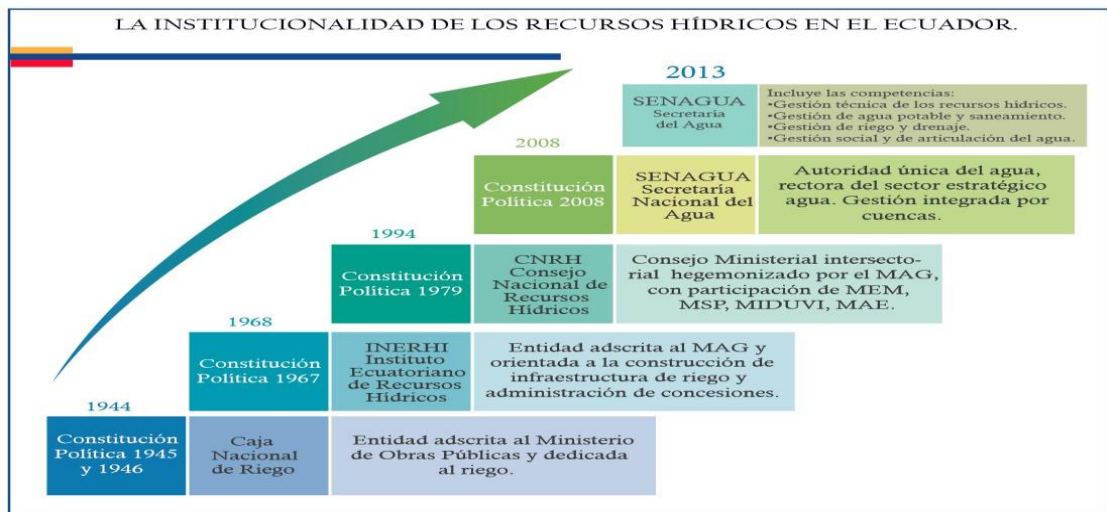 LA INSTITUCIONALIDAD DE LOS RECURSOS HÍDRICOS EN EL ECUADOR.
2013
SENAGUA
Secretaría
del Agua
Incluye las competencias:
•Gestión técnica de los recursos hídricos.
•Gestión de agua potable y saneamiento.
•Gestión de riego y drenaje.
•Gestión social y de articulación del agua.
2008
Constitución
Política 2008
SENAGUA
Secretaría
Nacional del
Agua
Autoridad única del agua,
rectora del sector estratégico
agua. Gestión integrada por
cuencas.
1994
Constitución
Política 1979
CNRH
Consejo
Nacional de
Recursos
Hídricos
Consejo Ministerial intersecto-
rial hegemonizado por el MAG,
con participación de MEM,
MSP, MIDUVI, MAE.
1968
Constitución
Política 1967
INERHI
Instituto
Ecuatoriano
de Recursos
Hídricos
Entidad adscrita al MAG y
orientada a la construcción de
infraestructura de riego y
administración de concesiones.
1944
Constitución
Política 1945
y 1946
Caja
Nacional
de Riego
Entidad adscrita al Ministerio
de Obras Públicas y dedicada
al riego.